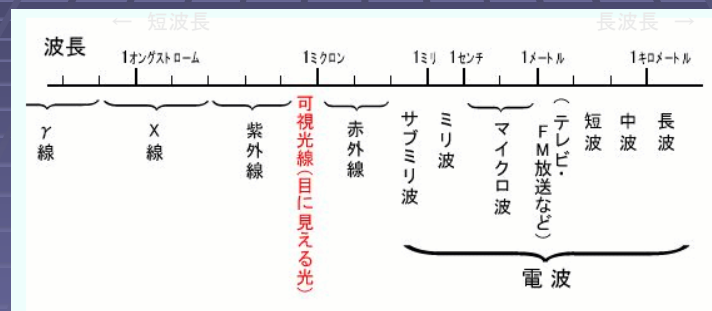 ← 短波長
長波長 →
波長
1オングストローム
1ミクロン
1ミリ
1センチ
1メートル
1キロメートル
γ線
X線
紫外線
可視光線(目に見える光)
赤外線
サブミリ波
ミリ波
マイクロ波
(テレビ・
FM放送など)
短波
中波
長波
電波